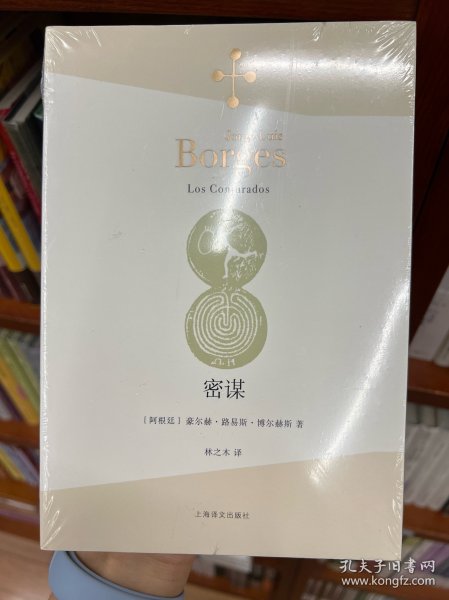 Jorge Luis
Borges
Los Conjurados
密谋
［阿根廷］豪尔赫·路易斯·博尔赫斯 著
林之木 译
上海译文出版社
孔夫子旧书网
www.kongfz.com